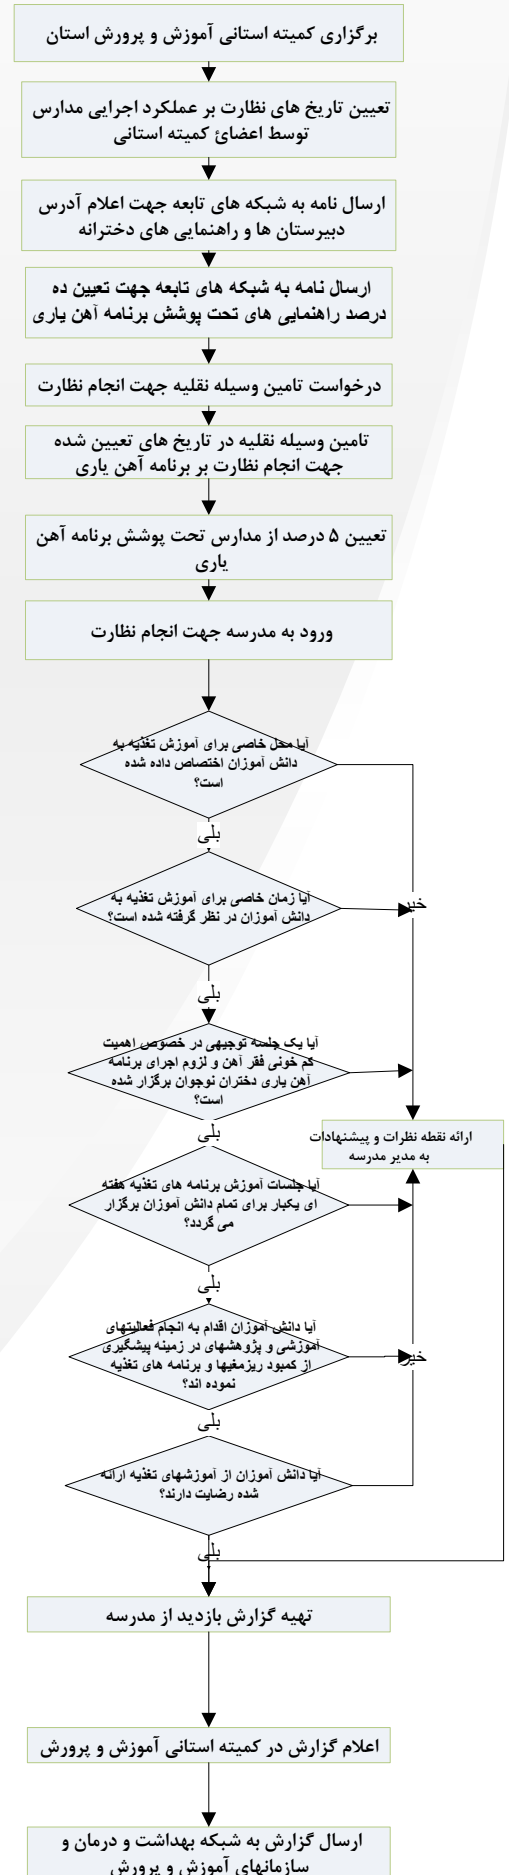 برگزاری کمیته استانی آموزش و پرورش استان
تعیین تاریخ های نظارت بر عملکرد اجرایی مدارس
توسط اعضائ کمیته استانی
ارسال نامه به شبکه های تابعه جهت اعلام آدرس
دبیرستان ها و راهنمایی های دخترانه
ارسال نامه به شبکه های تابعه جهت تعیین ده
درصد راهنمایی های تحت پوشش برنامه آهن یاری
درخواست تامین وسیله نقلیه جهت انجام نظارت
تامین وسیله نقلیه در تاریخ های تعیین شده
جهت انجام نظارت بر برنامه آهن یاری
تعیین ۵ درصد از مدارس تحت پوشش برنامه آهن
یاری
ورود به مدرسه جهت انجام نظارت
آیا محل خاصی برای آموزش تغذیه به
دانش آموزان اختصاص داده شده
است؟
بلی
آیا زمان خاصی برای آموزش تغذیه به
دانش آموزان در نظر گرفته شده است؟
خیر
بلی
آیا یک جلسه توجیهی در خصوص اهمیت
کم خونی فقر آهن و لزوم اجرای برنامه
آهن یاری دختران نوجوان برگزار شده
است؟
بلی
ارائه نقطه نظرات و پیشنهادات
به مدیر مدرسه
آیا جلسات آموزش برنامه های تغذیه هفته
ای یکبار برای تمام دانش آموزان برگزار
می گردد؟
بلی
آیا دانش آموزان اقدام به انجام فعالیتهای
آموزشی و پژوهشهای در زمینه پیشگیری
از کمبود ریزمغیها و برنامه های تغذیه
نموده اند؟
خیر
بلی
آیا دانش آموزان از آموزشهای تغذیه ارائه
شده رضایت دارند؟
بلی
تهیه گزارش بازدید از مدرسه
اعلام گزارش در کمیته استانی آموزش و پرورش
ارسال گزارش به شبکه بهداشت و درمان و
سازمانهای آموزش و پرورش